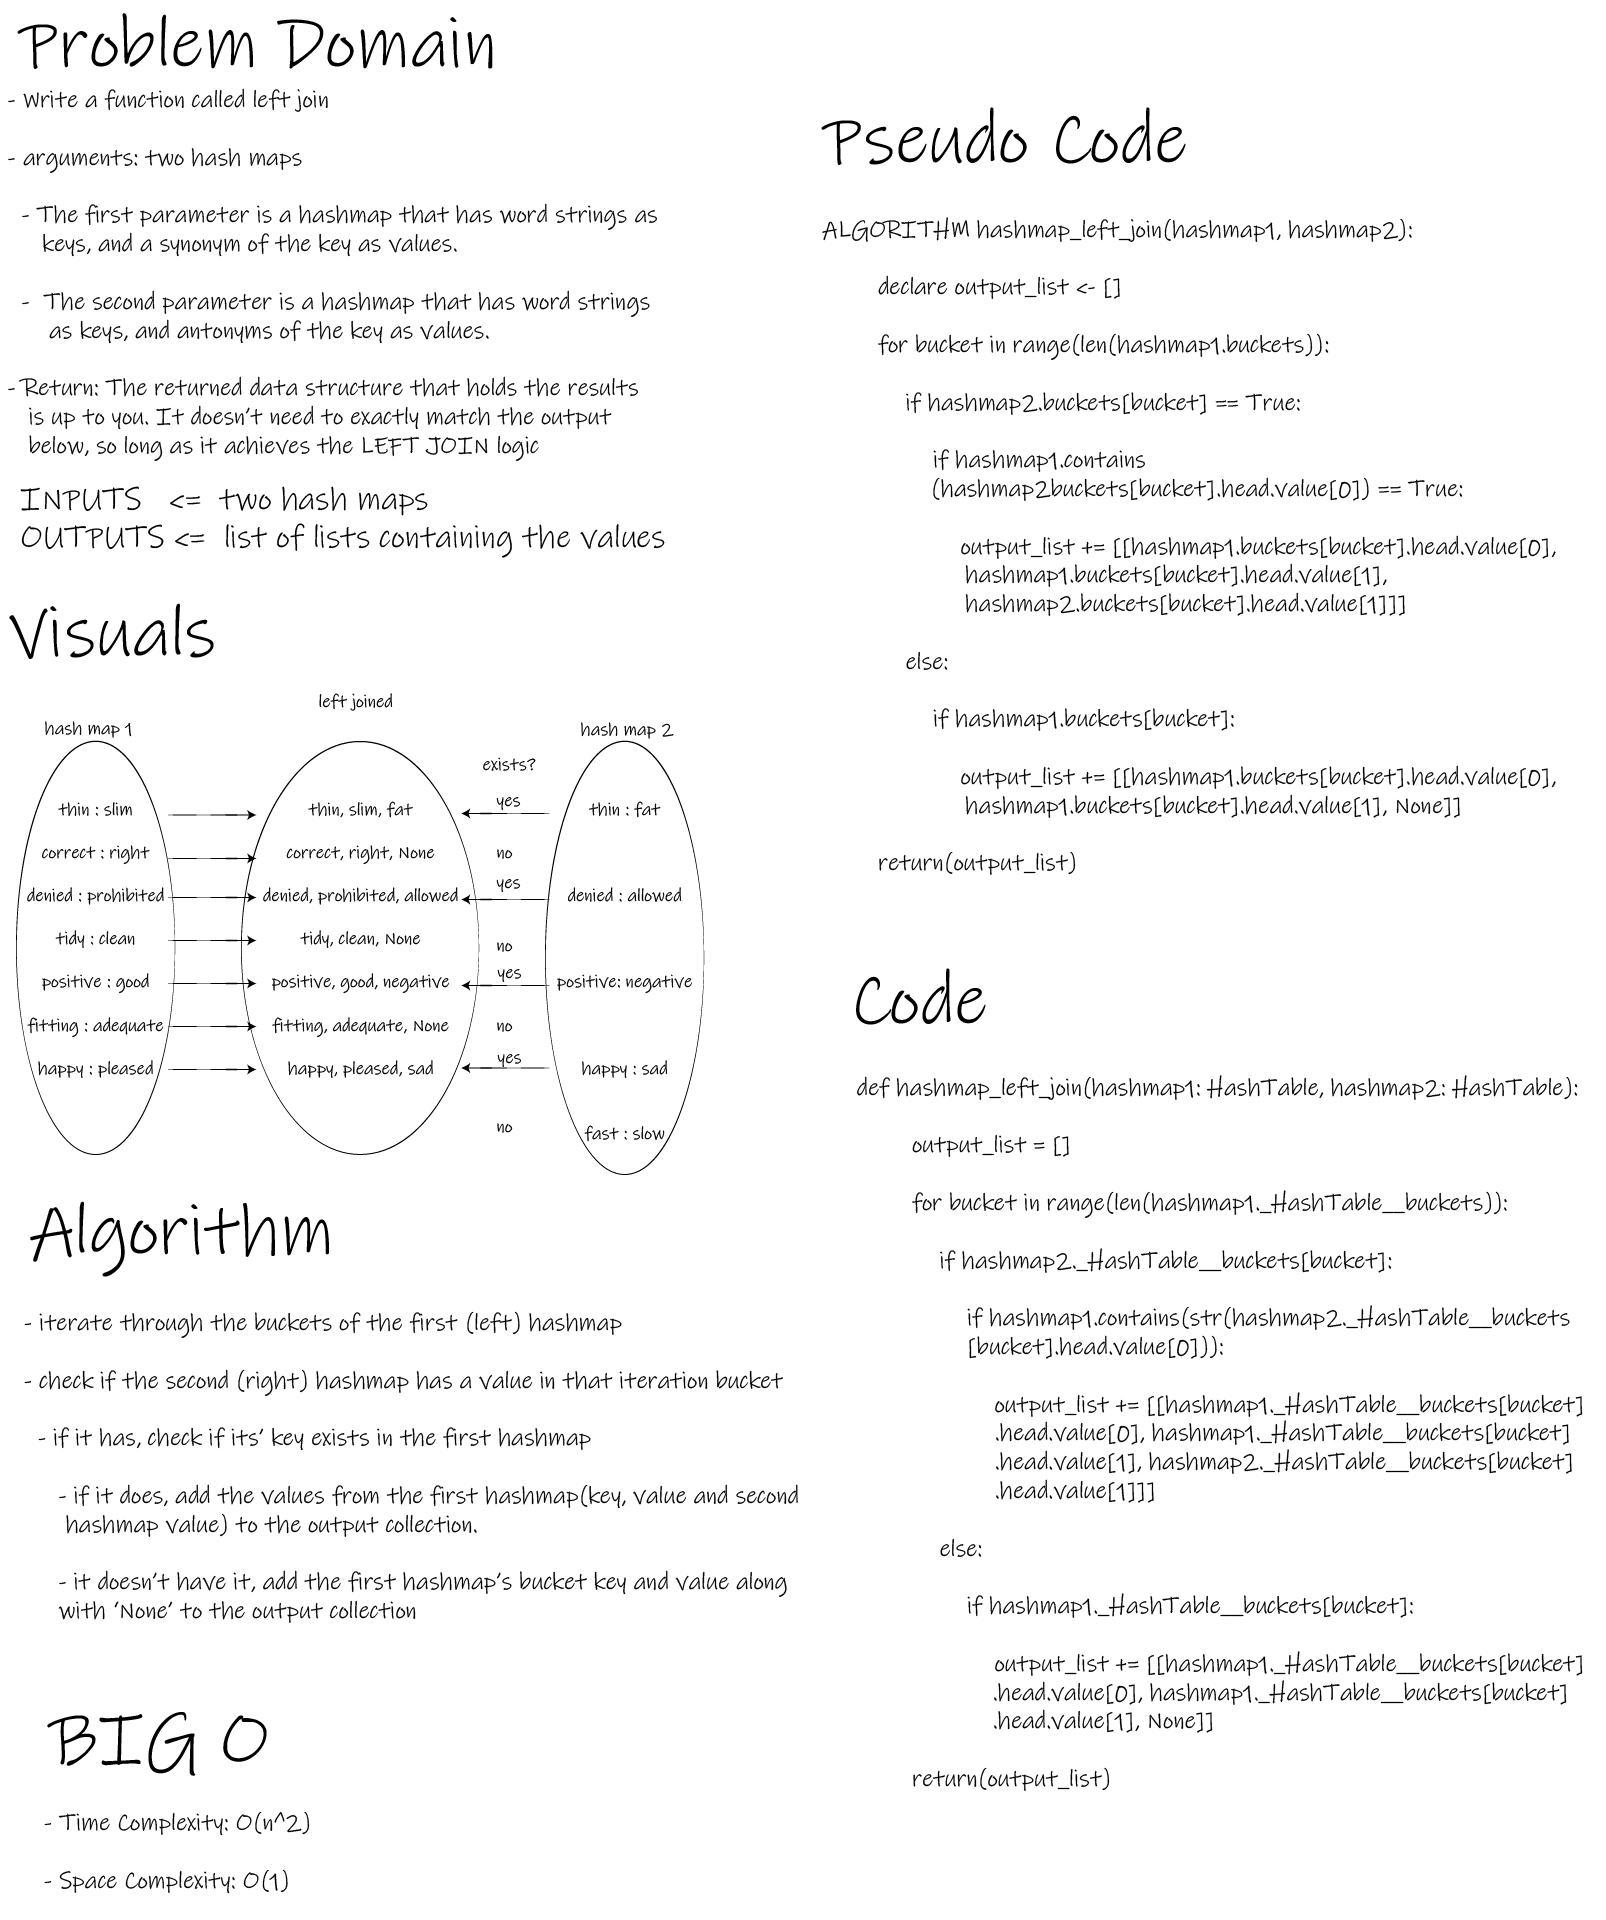 Problem Domain
- Write a function called left join
- arguments: two hash maps
- The first parameter is a hashmap that has word strings as
keys, and a synonym of the key as values.
- The second parameter is a hashmap that has word strings
as keys, and antonyms of the key as values.
- Return: The returned data structure that holds the results
is up to you. It doesn't need to exactly match the output
below, so long as it achieves the LEFT JOIN logic
INPUTS <= two hash maps
OUTPUTS <= list of lists containing the values
Visuals
left joined
hash map 1
hash map 2
exists?
thin : slim
thin, slim, fat
yes
thin : fat
correct : right
correct, right, None
no
denied : prohibited
denied, prohibited, allowed
yes
denied : allowed
tidy : clean
tidy, clean, None
no
positive : good
positive, good, negative
yes
positive: negative
fitting : adequate
fitting, adequate, None
no
happy : pleased
happy, pleased, sad
yes
happy : sad
no
fast : slow
Algorithm
- iterate through the buckets of the first (left) hashmap
- check if the second (right) hashmap has a value in that iteration bucket
- if it has, check if its' key exists in the first hashmap
- if it does, add the values from the first hashmap(key, value and second
hashmap value) to the output collection.
- it doesn't have it, add the first hashmap's bucket key and value along
with 'None' to the output collection
BIG O
- Time Complexity: O(n^2)
- Space Complexity: O(1)
Pseudo Code
ALGORITHM hashmap_left_join(hashmap1, hashmap2):
declare output_list <- []
for bucket in range(len(hashmap1.buckets)):
if hashmap2.buckets[bucket] == True:
if hashmap1.contains
(hashmap2buckets[bucket].head.value[0]) == True:
output_list += [[hashmap1.buckets[bucket].head.value[0],
hashmap1.buckets[bucket].head.value[1],
hashmap2.buckets[bucket].head.value[1]]]
else:
if hashmap1.buckets[bucket]:
output_list += [[hashmap1.buckets[bucket].head.value[0],
hashmap1.buckets[bucket].head.value[1], None]]
return(output_list)
Code
def hashmap_left_join(hashmap1: HashTable, hashmap2: HashTable):
output_list = []
for bucket in range(len(hashmap1._HashTable__buckets)):
if hashmap2._HashTable__buckets[bucket]:
if hashmap1.contains(str(hashmap2._HashTable__buckets
[bucket].head.value[0])):
output_list += [[hashmap1._HashTable__buckets[bucket]
.head.value[0], hashmap1._HashTable__buckets[bucket]
.head.value[1], hashmap2._HashTable__buckets[bucket]
.head.value[1]]]
else:
if hashmap1._HashTable__buckets[bucket]:
output_list += [[hashmap1._HashTable__buckets[bucket]
.head.value[0], hashmap1._HashTable__buckets[bucket]
.head.value[1], None]]
return(output_list)